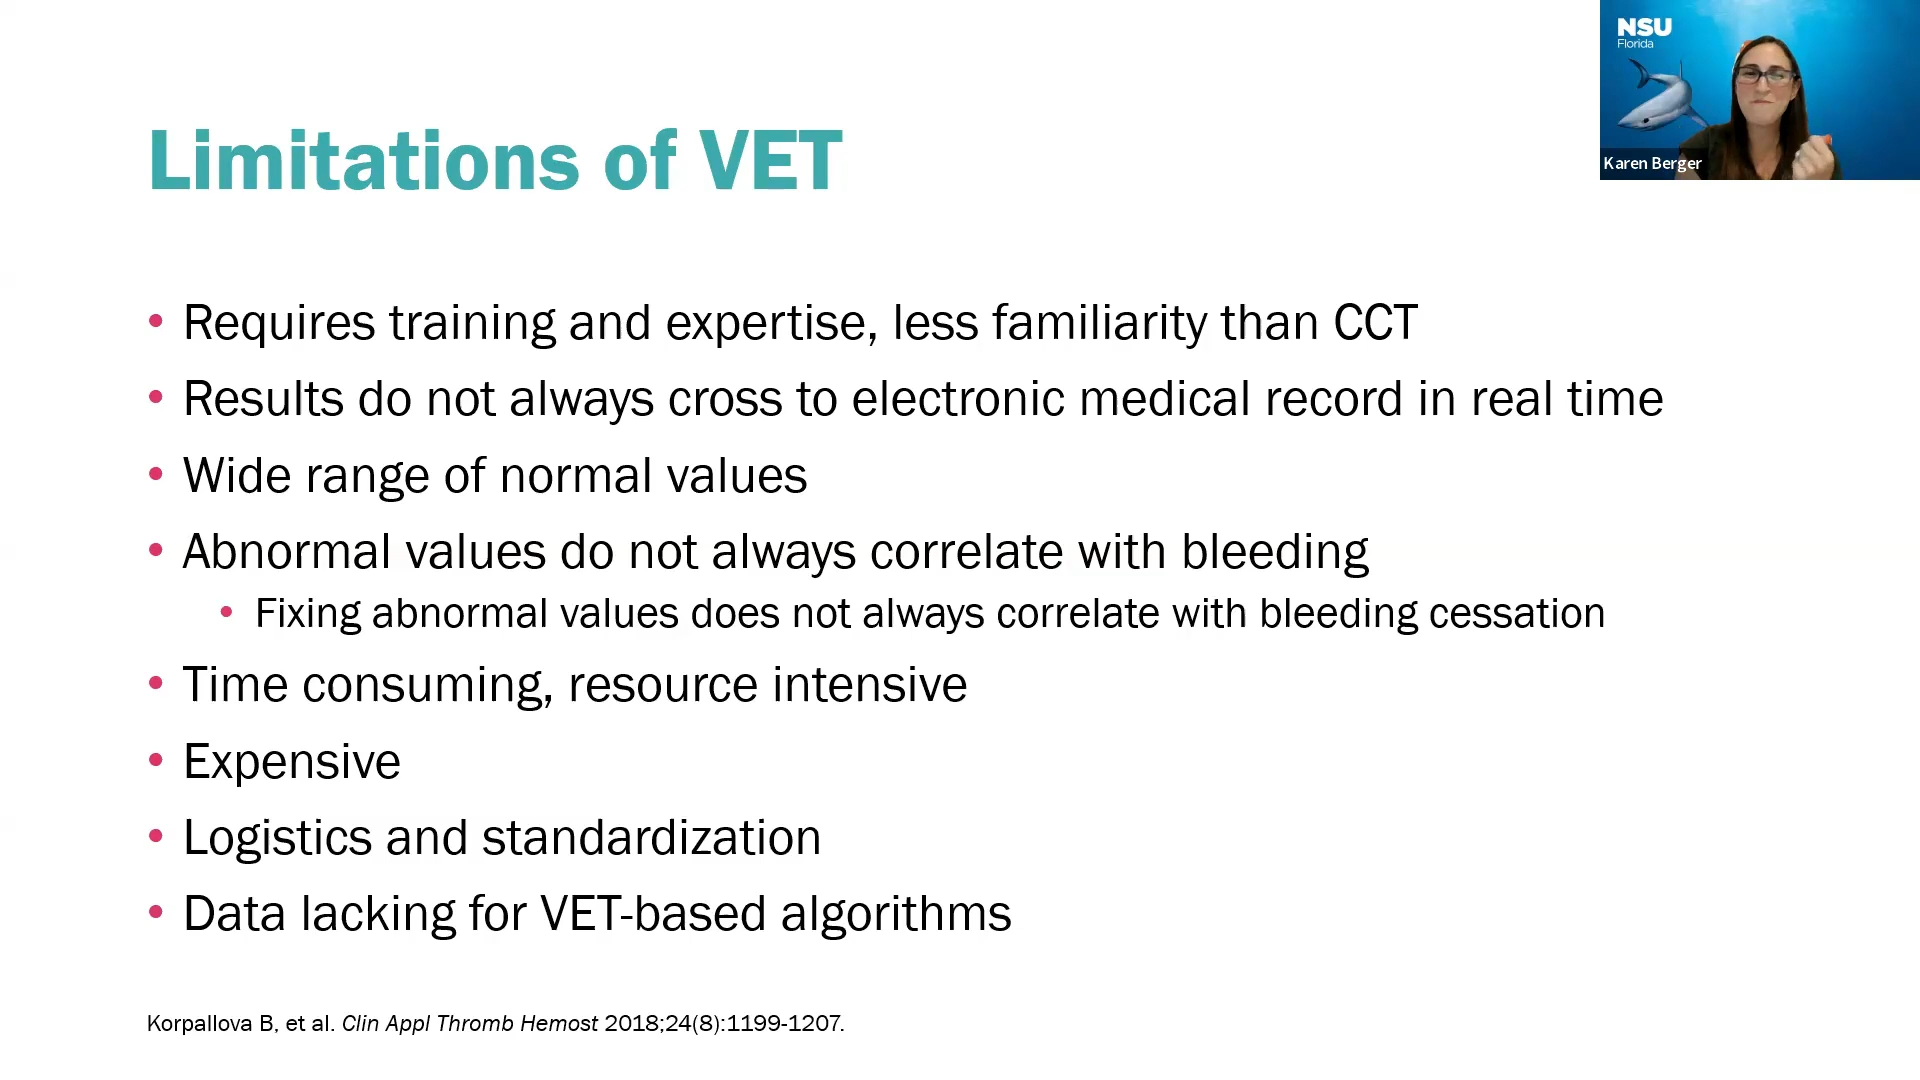 NSU
Florida
Karen Berger
Limitations of VET
• Requires training and expertise, less familiarity than CCT
• Results do not always cross to electronic medical record in real time
• Wide range of normal values
• Abnormal values do not always correlate with bleeding
• Fixing abnormal values does not always correlate with bleeding cessation
• Time consuming, resource intensive
• Expensive
• Logistics and standardization
• Data lacking for VET-based algorithms
Korpallova B, et al. Clin Appl Thromb Hemost 2018;24(8):1199-1207.